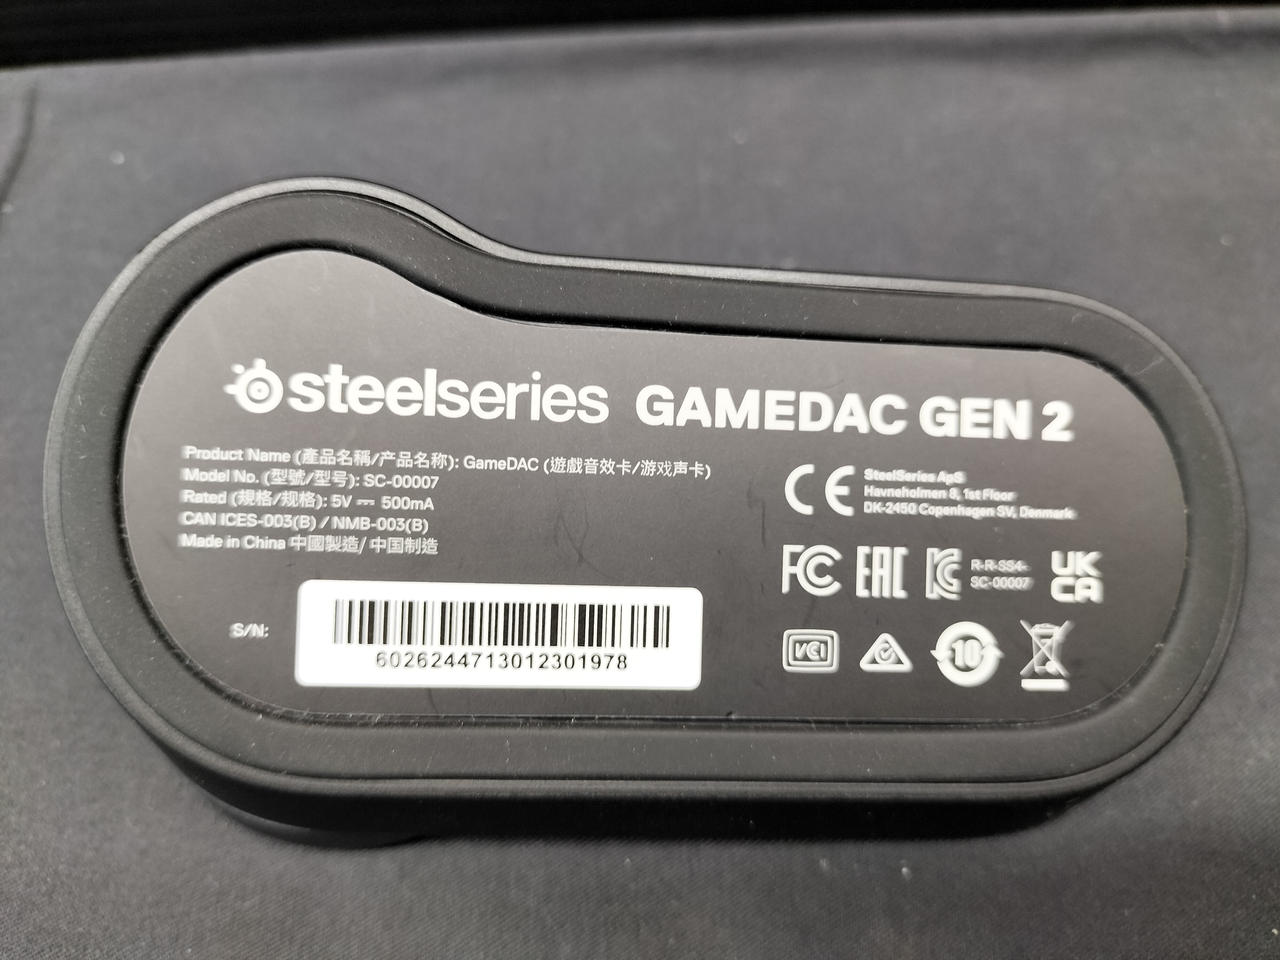 steelseries GAMEDAC GEN 2
Product Name (產品名稱/产品名称): GameDAC (遊戲音效卡/游戏声卡)
Model No. (型號/型号): SC-00007
Rated (規格/规格): 5V ⎓ 500mA
CAN ICES-003(B) / NMB-003(B)
Made in China 中國製造/ 中国制造
S/N:
6026244713012301978
CE
SteelSeries ApS
Havneholmen 8, 1st Floor
DK-2450 Copenhagen SV, Denmark
FC EAC KC R-R-SS4-
SC-00007
UK
CA
VCI 10